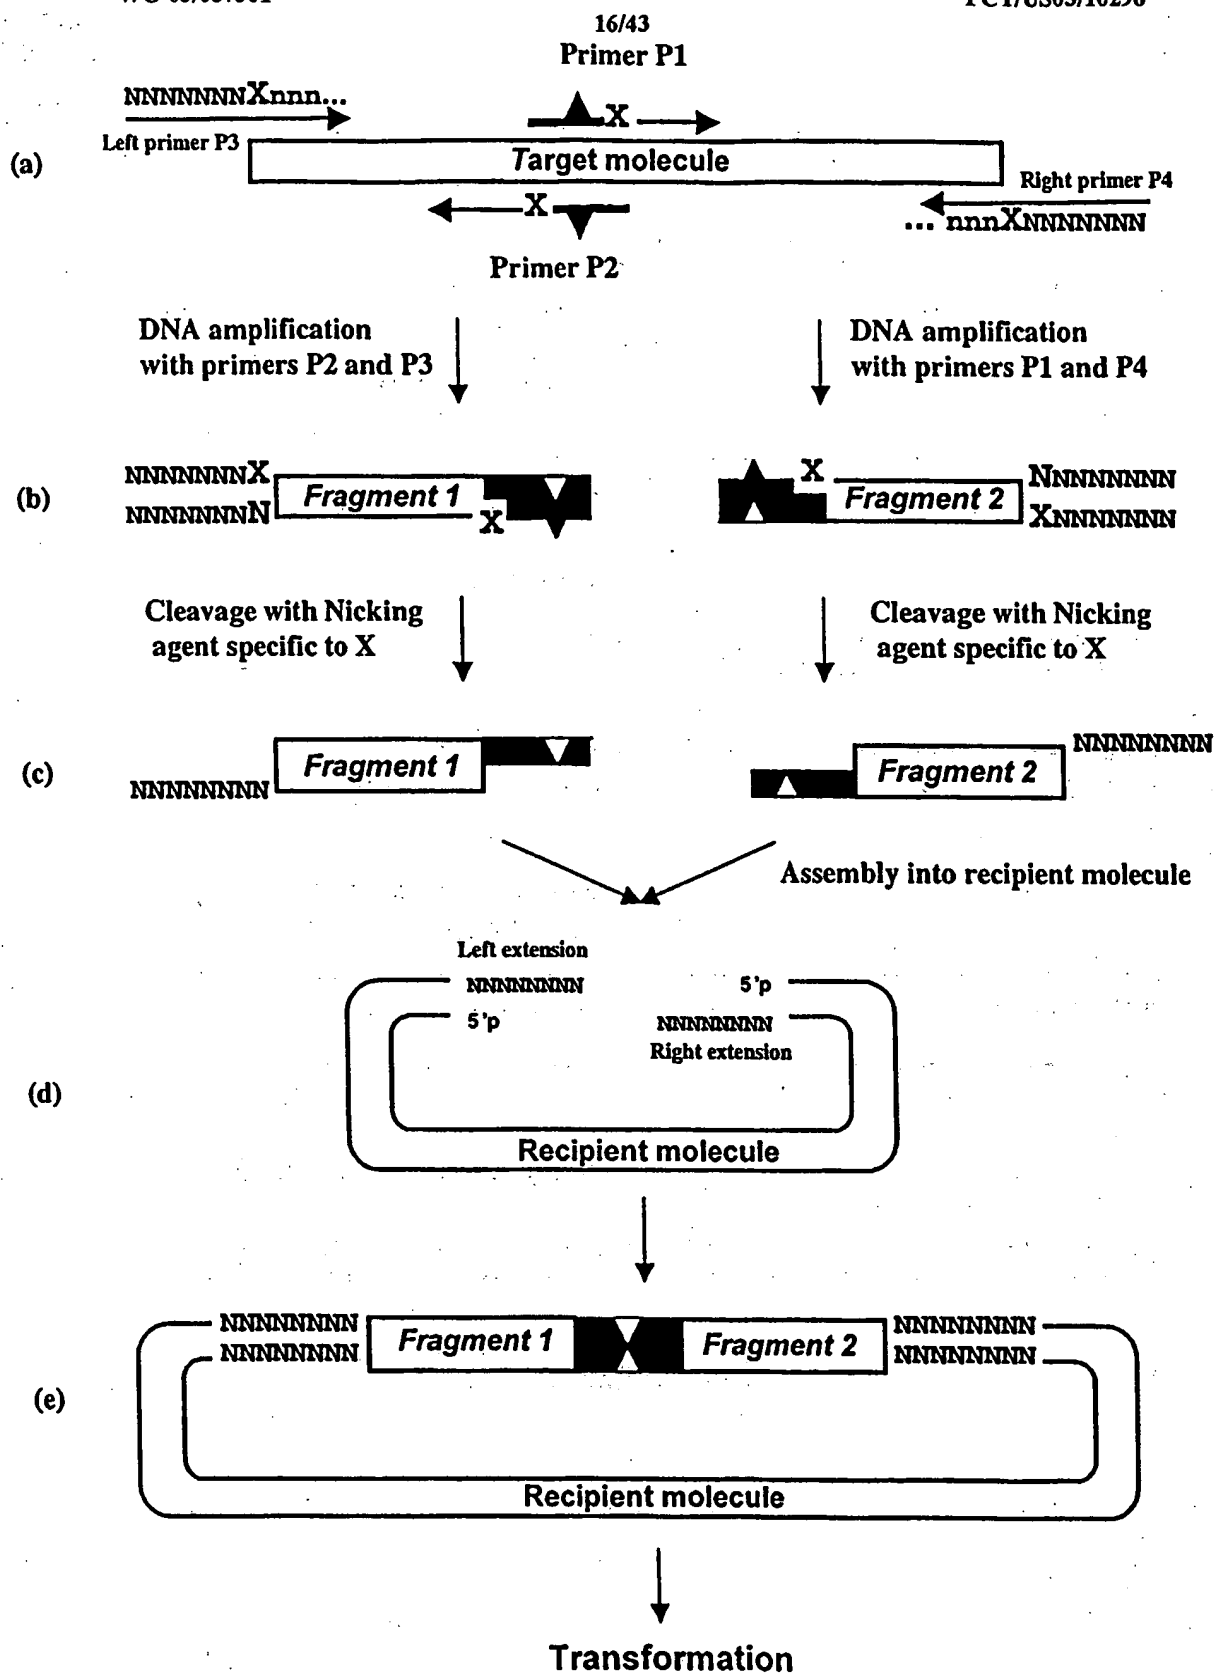 16/43
Primer P1
NNNNNNNXnnn...
X
Left primer P3
(a)
Target molecule
Right primer P4
X
... nnnXNNNNNNN
Primer P2
DNA amplification
with primers P2 and P3
DNA amplification
with primers P1 and P4
(b)
NNNNNNNX
NNNNNNNN
Fragment 1
X
X
Fragment 2
NNNNNNNN
XNNNNNNN
Cleavage with Nicking
agent specific to X
Cleavage with Nicking
agent specific to X
(c)
Fragment 1
NNNNNNNN
Fragment 2
NNNNNNNN
Assembly into recipient molecule
Left extension
NNNNNNNN
5'p
5'p
NNNNNNNN
Right extension
(d)
Recipient molecule
NNNNNNNN
NNNNNNNN
Fragment 1
Fragment 2
NNNNNNNN
NNNNNNNN
(e)
Recipient molecule
Transformation